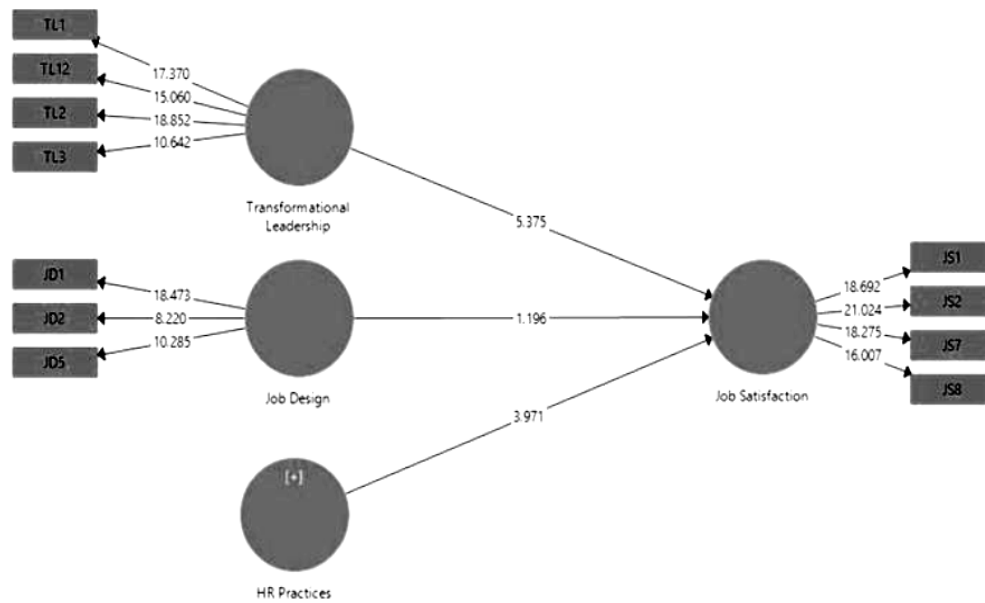 TL1
17.370
TL12
15.060
TL2
18.852
TL3
10.642
Transformational
Leadership
5.375
JD1
18.473
JD2
8.220
JD5
10.285
Job Design
1.196
JS1
18.692
JS2
21.024
JS7
18.275
JS8
16.007
Job Satisfaction
3.971
[+]
HR Practices